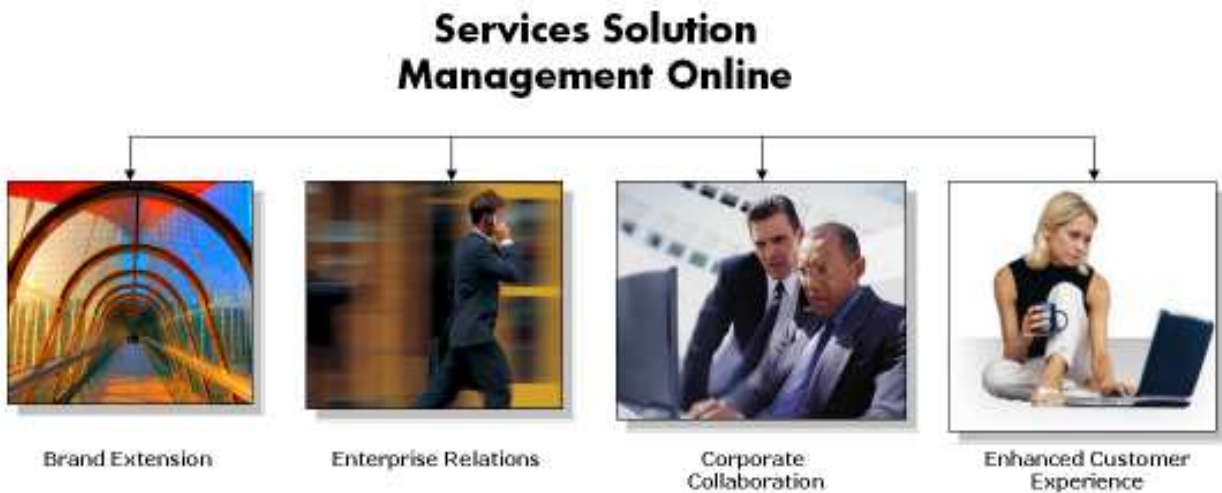 Services Solution
Management Online
Brand Extension
Enterprise Relations
Corporate
Collaboration
Enhanced Customer
Experience